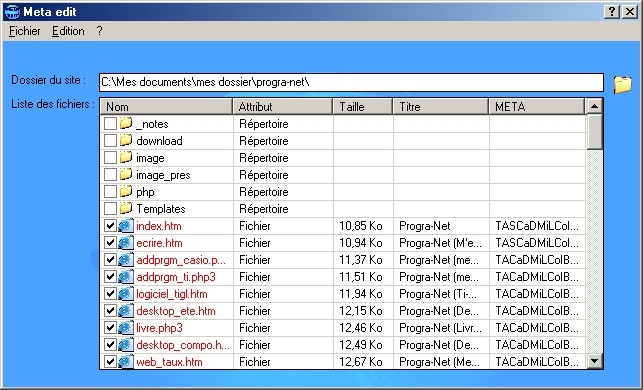 Meta edit
Fichier Edition ?
Dossier du site : C:\Mes documents\mes dossier\progra-net\
Liste des fichiers : Nom Attribut Taille Titre META
_notes Répertoire
download Répertoire
image Répertoire
image_pres Répertoire
php Répertoire
Templates Répertoire
index.htm Fichier 10,85 Ko Progra-Net TASCaDMiLCol...
ecrire.htm Fichier 10,94 Ko Progra-Net (M'e... TASCaDMiLCol...
addprgm_casio.p... Fichier 11,37 Ko Progra-Net (me... TACaDMiLColB...
addprgm_ti.php3 Fichier 11,51 Ko Progra-Net (me... TACaDMiLColB...
logiciel_tigl.htm Fichier 11,94 Ko Progra-Net (Ti-... TACaDMiLColB...
desktop_ete.htm Fichier 12,15 Ko Progra-Net (De... TACaDMiLColB...
livre.php3 Fichier 12,46 Ko Progra-Net (Livr... TACaDMiLColB...
desktop_compo.h... Fichier 12,49 Ko Progra-Net (De... TACaDMiLColB...
web_taux.htm Fichier 12,67 Ko Progra-Net (Me... TACaDMiLColB...